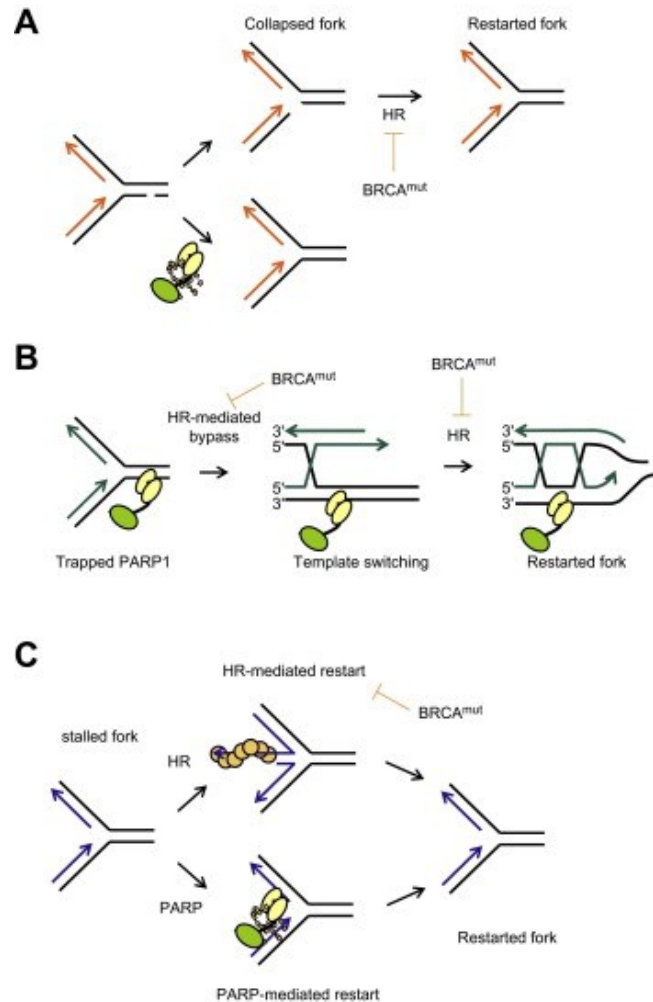 A
Collapsed fork
Restarted fork
HR
BRCAᵐᵘᵗ
B
BRCAᵐᵘᵗ
BRCAᵐᵘᵗ
HR-mediated
bypass
HR
3'
5'
5'
3'
3'
5'
5'
3'
Trapped PARP1
Template switching
Restarted fork
C
HR-mediated restart
BRCAᵐᵘᵗ
stalled fork
HR
PARP
Restarted fork
PARP-mediated restart